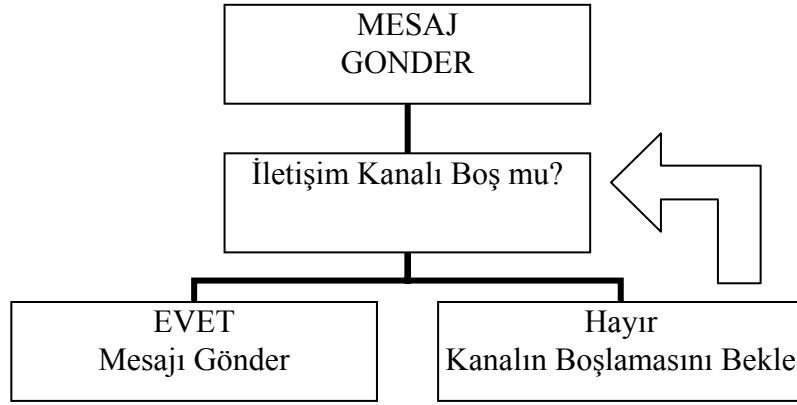 MESAJ
GONDER
İletişim Kanalı Boş mu?
EVET
Mesajı Gönder
Hayır
Kanalın Boşlamasını Bekle